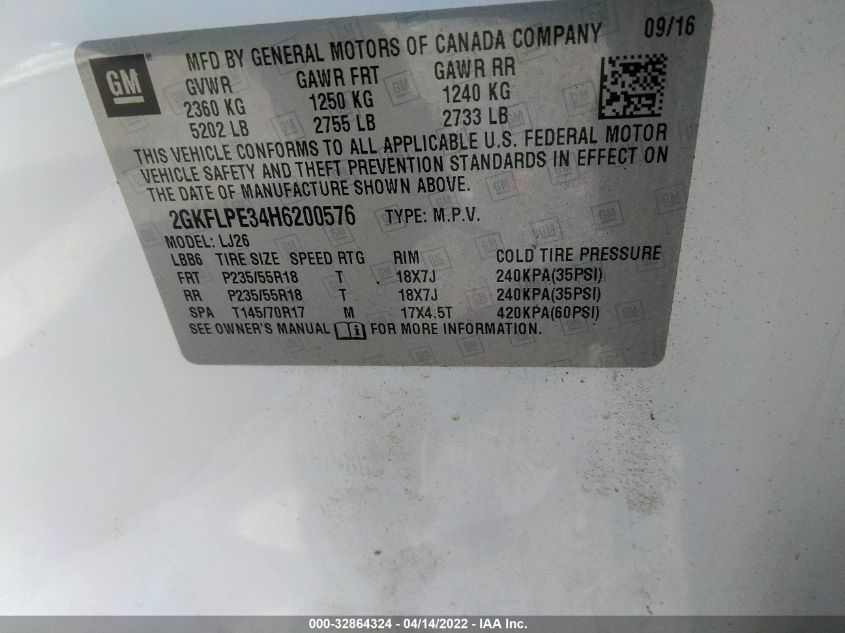 GM
MFD BY GENERAL MOTORS OF CANADA COMPANY 09/16
GVWR GAWR FRT GAWR RR
2360 KG 1250 KG 1240 KG
5202 LB 2755 LB 2733 LB
THIS VEHICLE CONFORMS TO ALL APPLICABLE U.S. FEDERAL MOTOR
VEHICLE SAFETY AND THEFT PREVENTION STANDARDS IN EFFECT ON
THE DATE OF MANUFACTURE SHOWN ABOVE.
2GKFLPE34H6200576 TYPE: M.P.V.
MODEL: LJ26
LBB6 TIRE SIZE SPEED RTG RIM COLD TIRE PRESSURE
FRT P235/55R18 T 18X7J 240KPA(35PSI)
RR P235/55R18 T 18X7J 240KPA(35PSI)
SPA T145/70R17 M 17X4.5T 420KPA(60PSI)
SEE OWNER'S MANUAL FOR MORE INFORMATION.
000-32864324 - 04/14/2022 - IAA Inc.